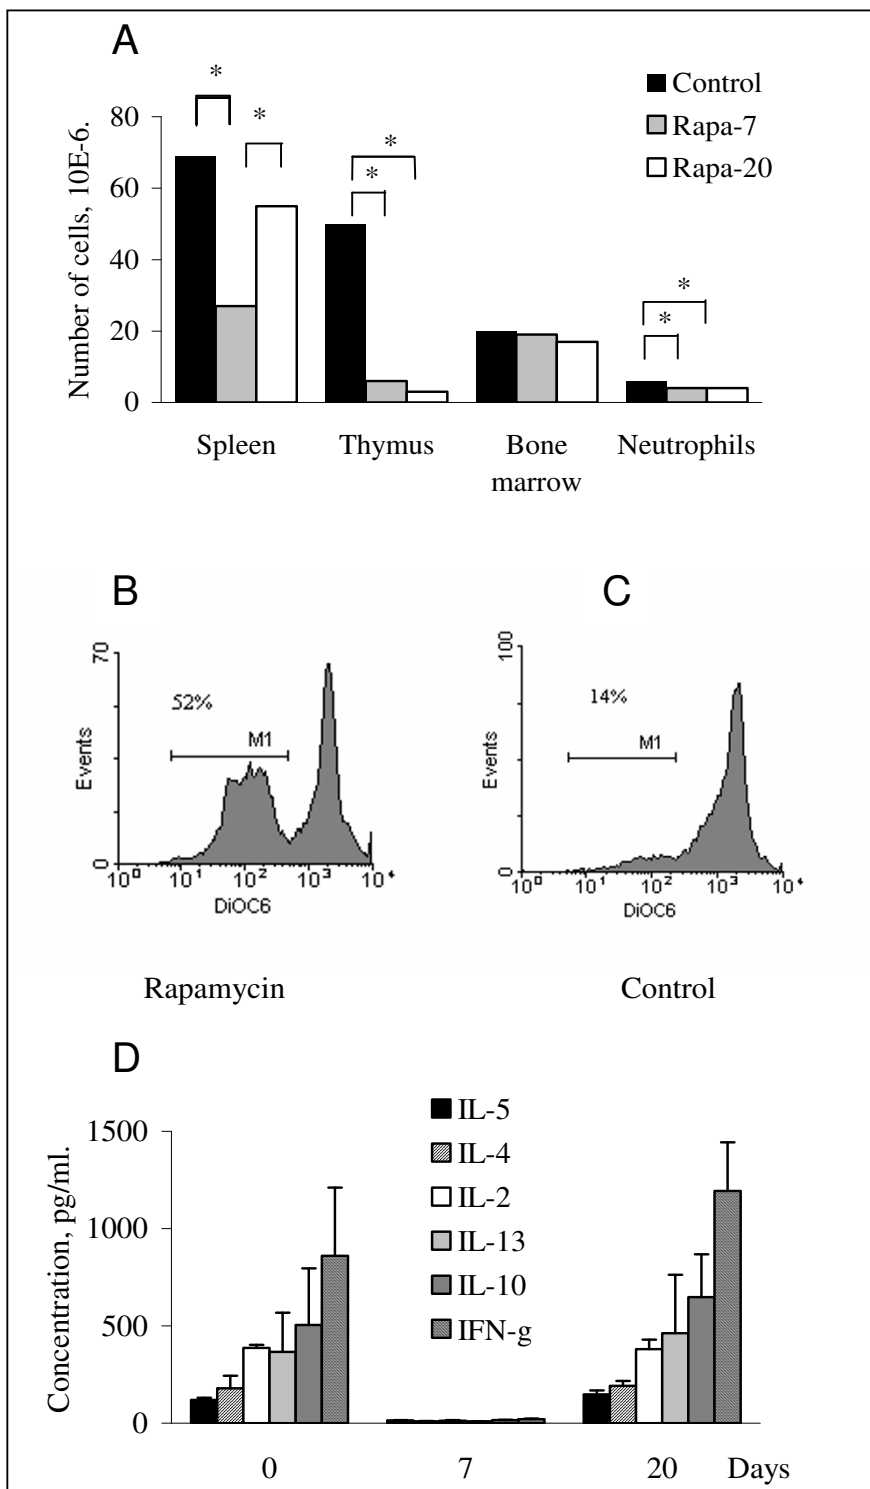 A
Number of cells, 10E-6.
80
60
40
20
0
*
*
*
*
*
*
Control
Rapa-7
Rapa-20
Spleen
Thymus
Bone marrow
Neutrophils
B
70
Events
0
52%
M1
10⁰ 10¹ 10² 10³ 10⁴
DiOC6
Rapamycin
C
100
Events
0
14%
M1
10⁰ 10¹ 10² 10³ 10⁴
DiOC6
Control
D
Concentration, pg/ml.
1500
1000
500
0
IL-5
IL-4
IL-2
IL-13
IL-10
IFN-g
0 7 20 Days